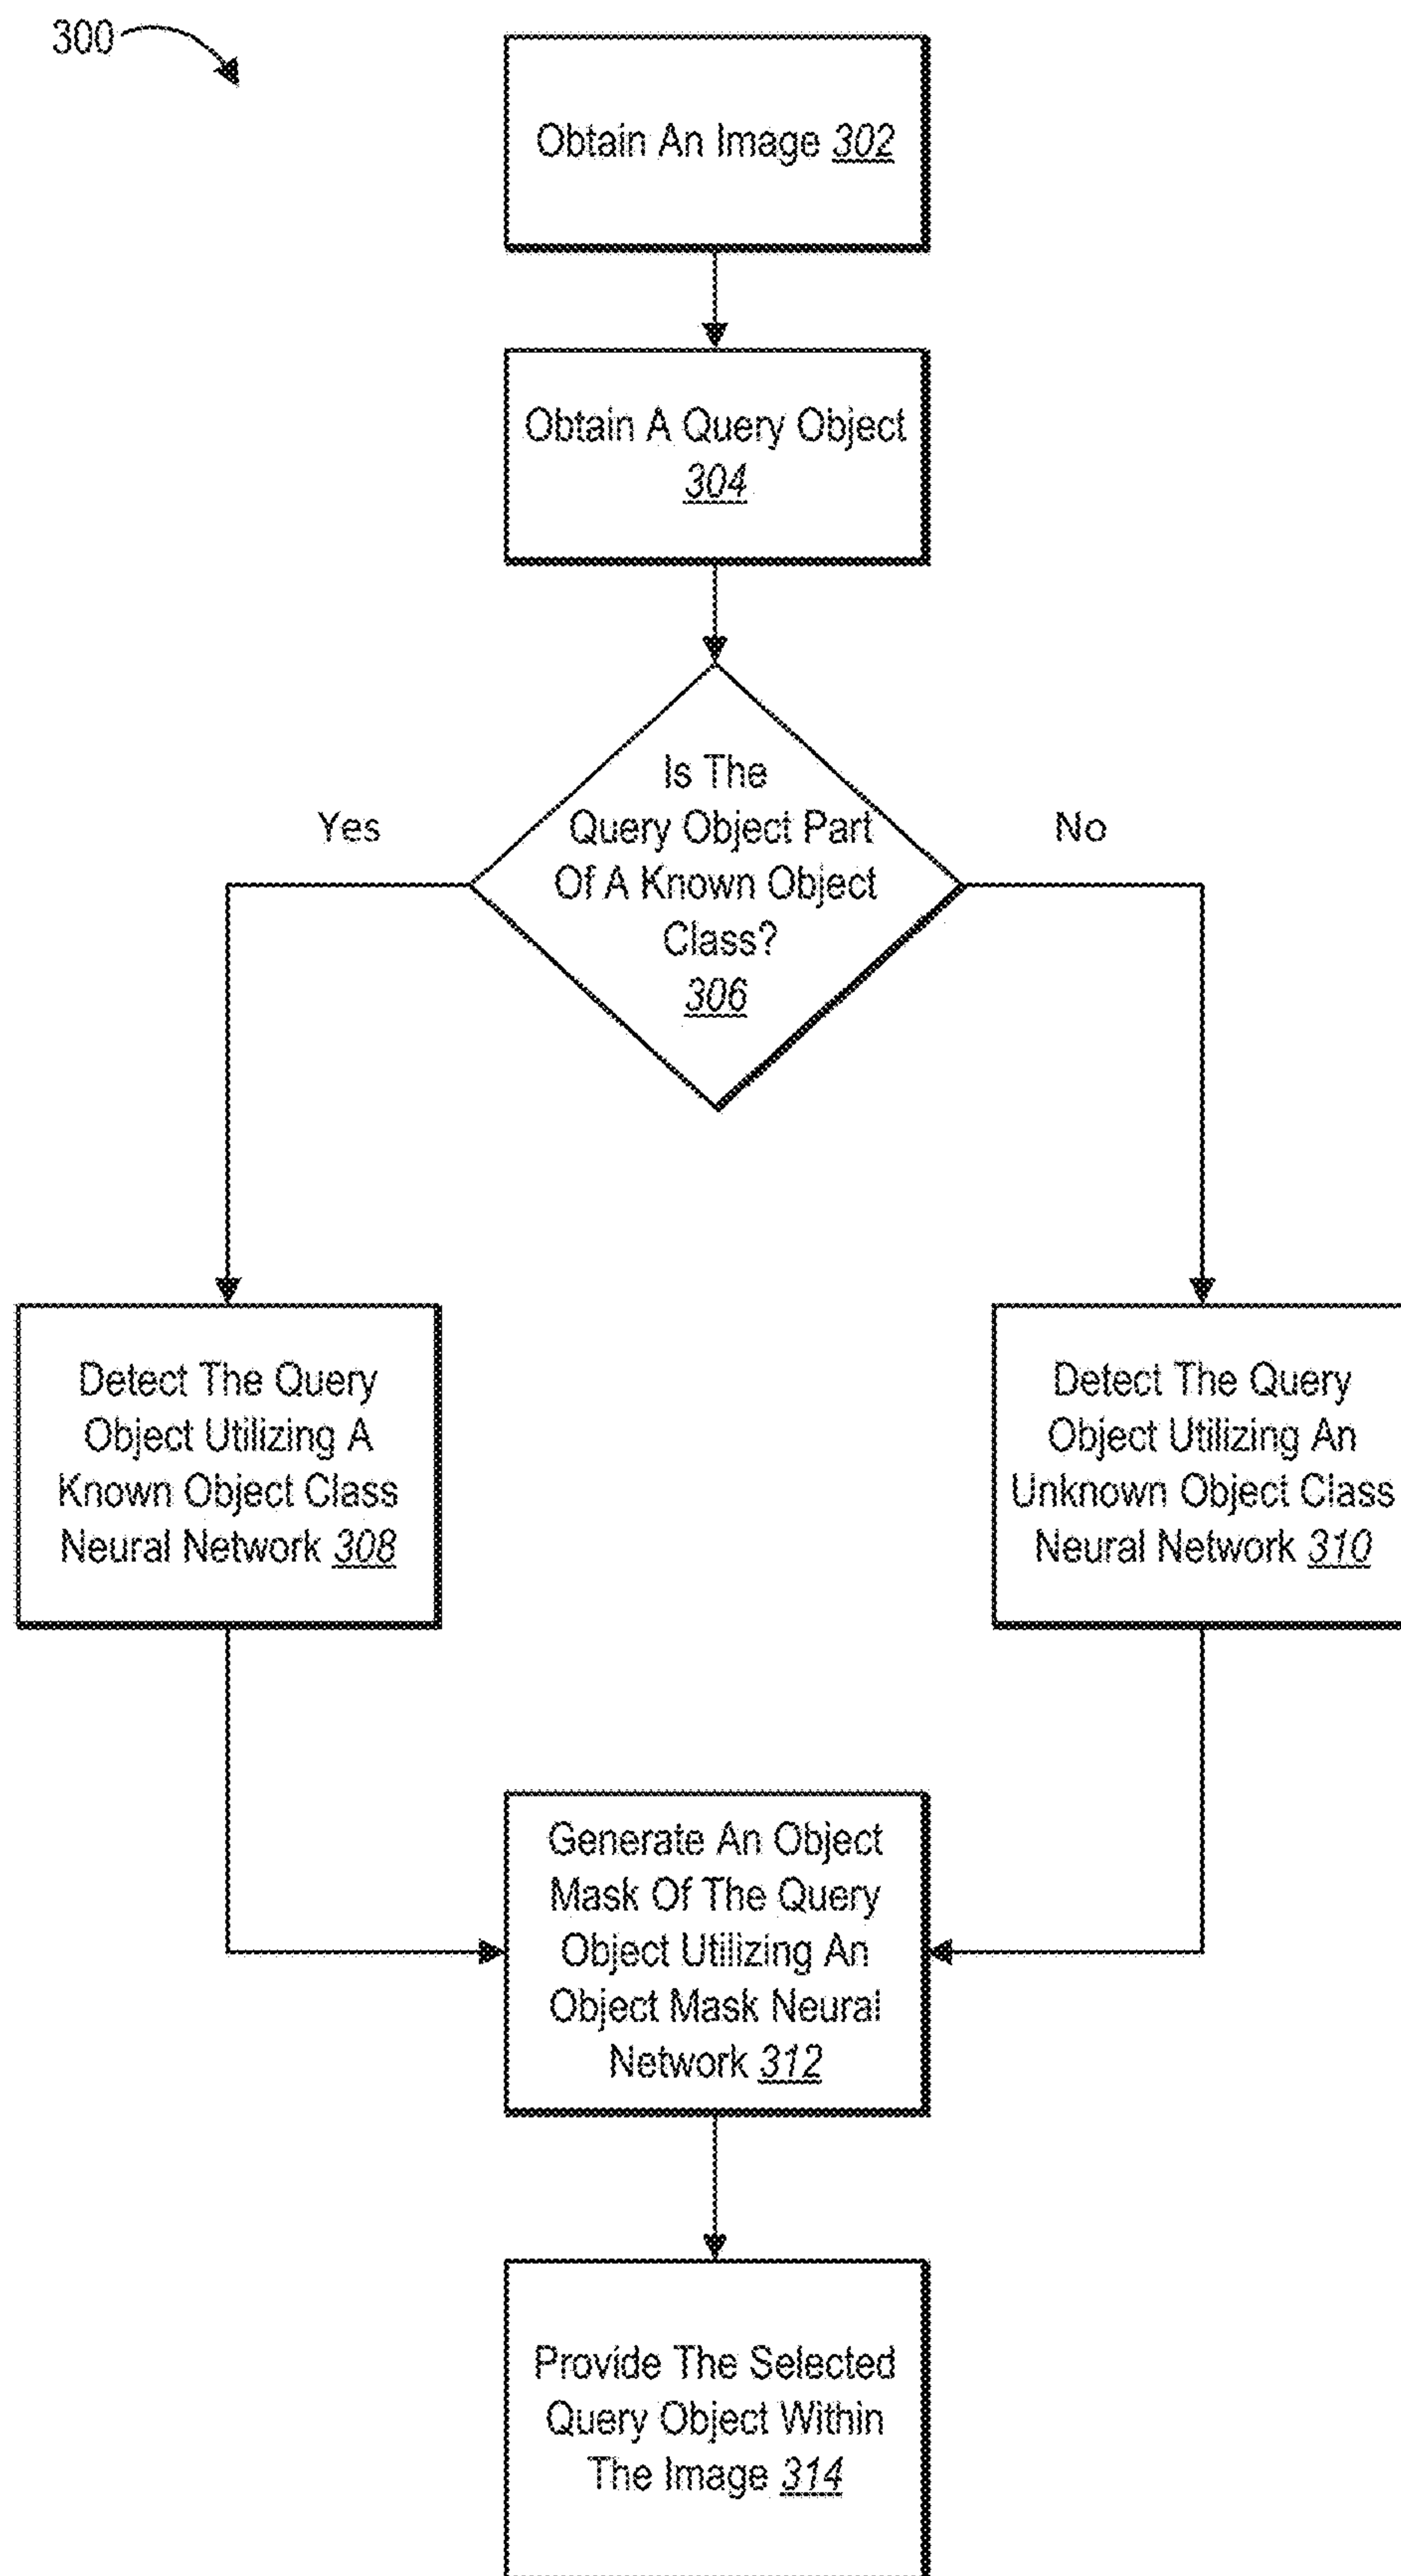 300
Obtain An Image 302
Obtain A Query Object
304
Is The
Query Object Part
Of A Known Object
Class?
306
Yes
No
Detect The Query
Object Utilizing A
Known Object Class
Neural Network 308
Detect The Query
Object Utilizing An
Unknown Object Class
Neural Network 310
Generate An Object
Mask Of The Query
Object Utilizing An
Object Mask Neural
Network 312
Provide The Selected
Query Object Within
The Image 314